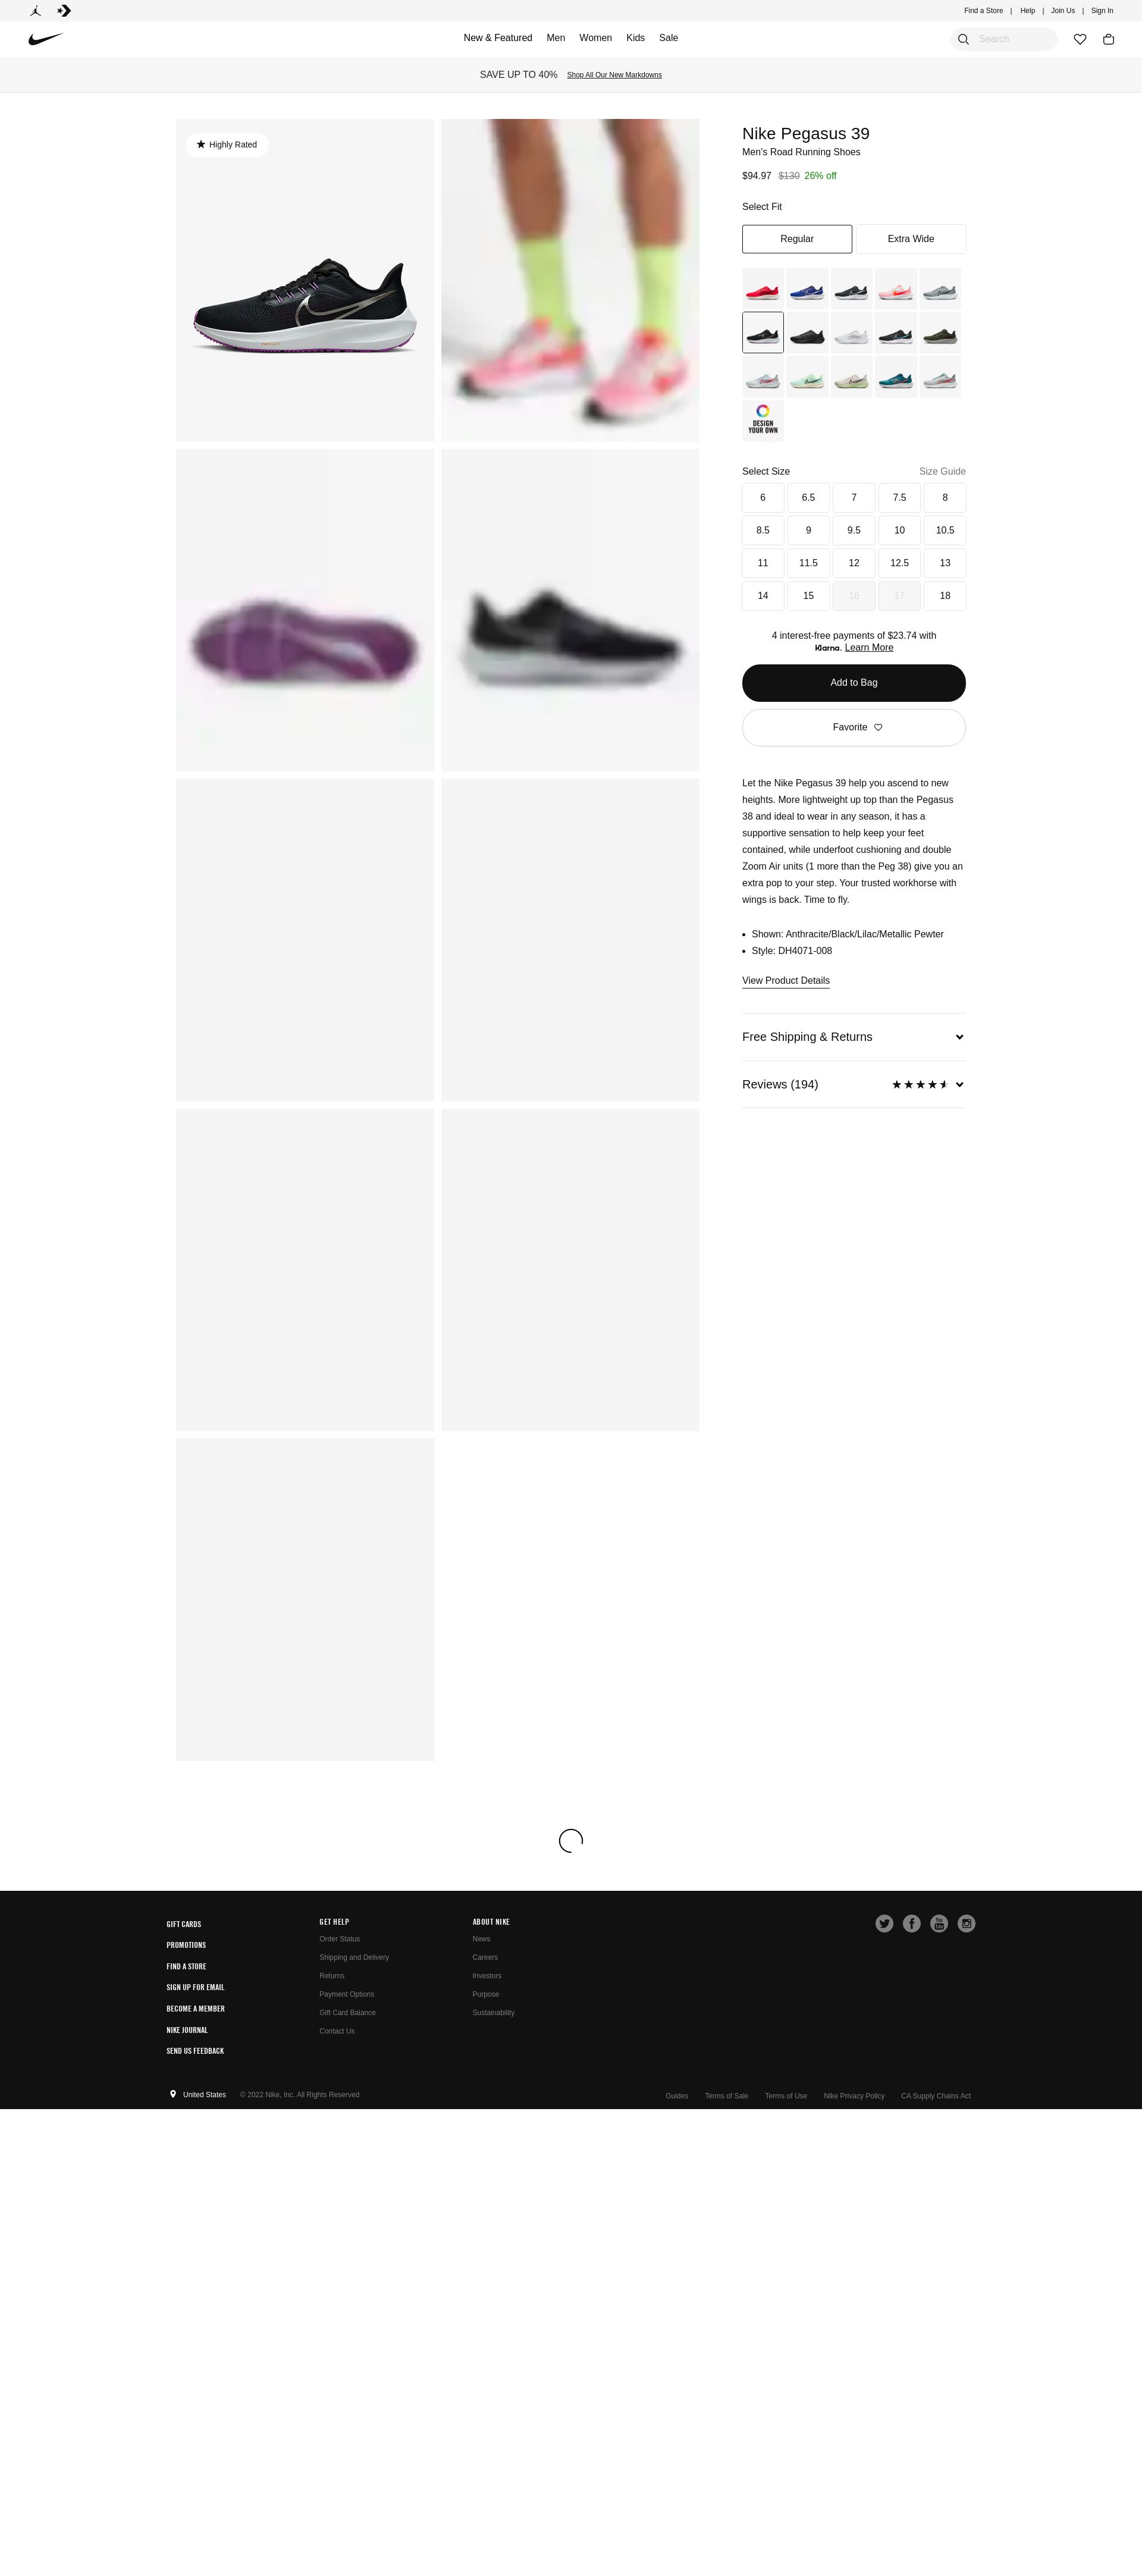 Find a Store | Help | Join Us | Sign In
New & Featured Men Women Kids Sale
Search
SAVE UP TO 40% Shop All Our New Markdowns
Highly Rated
Nike Pegasus 39
Men's Road Running Shoes
$94.97 $130 26% off
Select Fit
Regular Extra Wide
DESIGN
YOUR OWN
Select Size Size Guide
6 6.5 7 7.5 8
8.5 9 9.5 10 10.5
11 11.5 12 12.5 13
14 15 16 17 18
4 interest-free payments of $23.74 with
Klarna. Learn More
Add to Bag
Favorite
Let the Nike Pegasus 39 help you ascend to new
heights. More lightweight up top than the Pegasus
38 and ideal to wear in any season, it has a
supportive sensation to help keep your feet
contained, while underfoot cushioning and double
Zoom Air units (1 more than the Peg 38) give you an
extra pop to your step. Your trusted workhorse with
wings is back. Time to fly.
• Shown: Anthracite/Black/Lilac/Metallic Pewter
• Style: DH4071-008
View Product Details
Free Shipping & Returns
Reviews (194)
GIFT CARDS
PROMOTIONS
FIND A STORE
SIGN UP FOR EMAIL
BECOME A MEMBER
NIKE JOURNAL
SEND US FEEDBACK
GET HELP
Order Status
Shipping and Delivery
Returns
Payment Options
Gift Card Balance
Contact Us
ABOUT NIKE
News
Careers
Investors
Purpose
Sustainability
You
Tube
United States © 2022 Nike, Inc. All Rights Reserved
Guides Terms of Sale Terms of Use Nike Privacy Policy CA Supply Chains Act